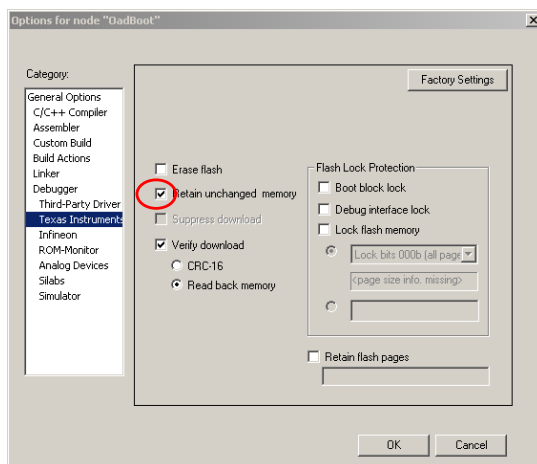 Options for node "OadBoot"
Category:
Factory Settings
General Options
C/C++ Compiler
Assembler
Custom Build
Build Actions
Linker
Debugger
Third-Party Driver
Texas Instruments
Infineon
ROM-Monitor
Analog Devices
Silabs
Simulator
Erase flash
Retain unchanged memory
Suppress download
Verify download
CRC-16
Read back memory
Flash Lock Protection
Boot block lock
Debug interface lock
Lock flash memory
Lock bits 000b (all page
<page size info. missing>
Retain flash pages
OK
Cancel